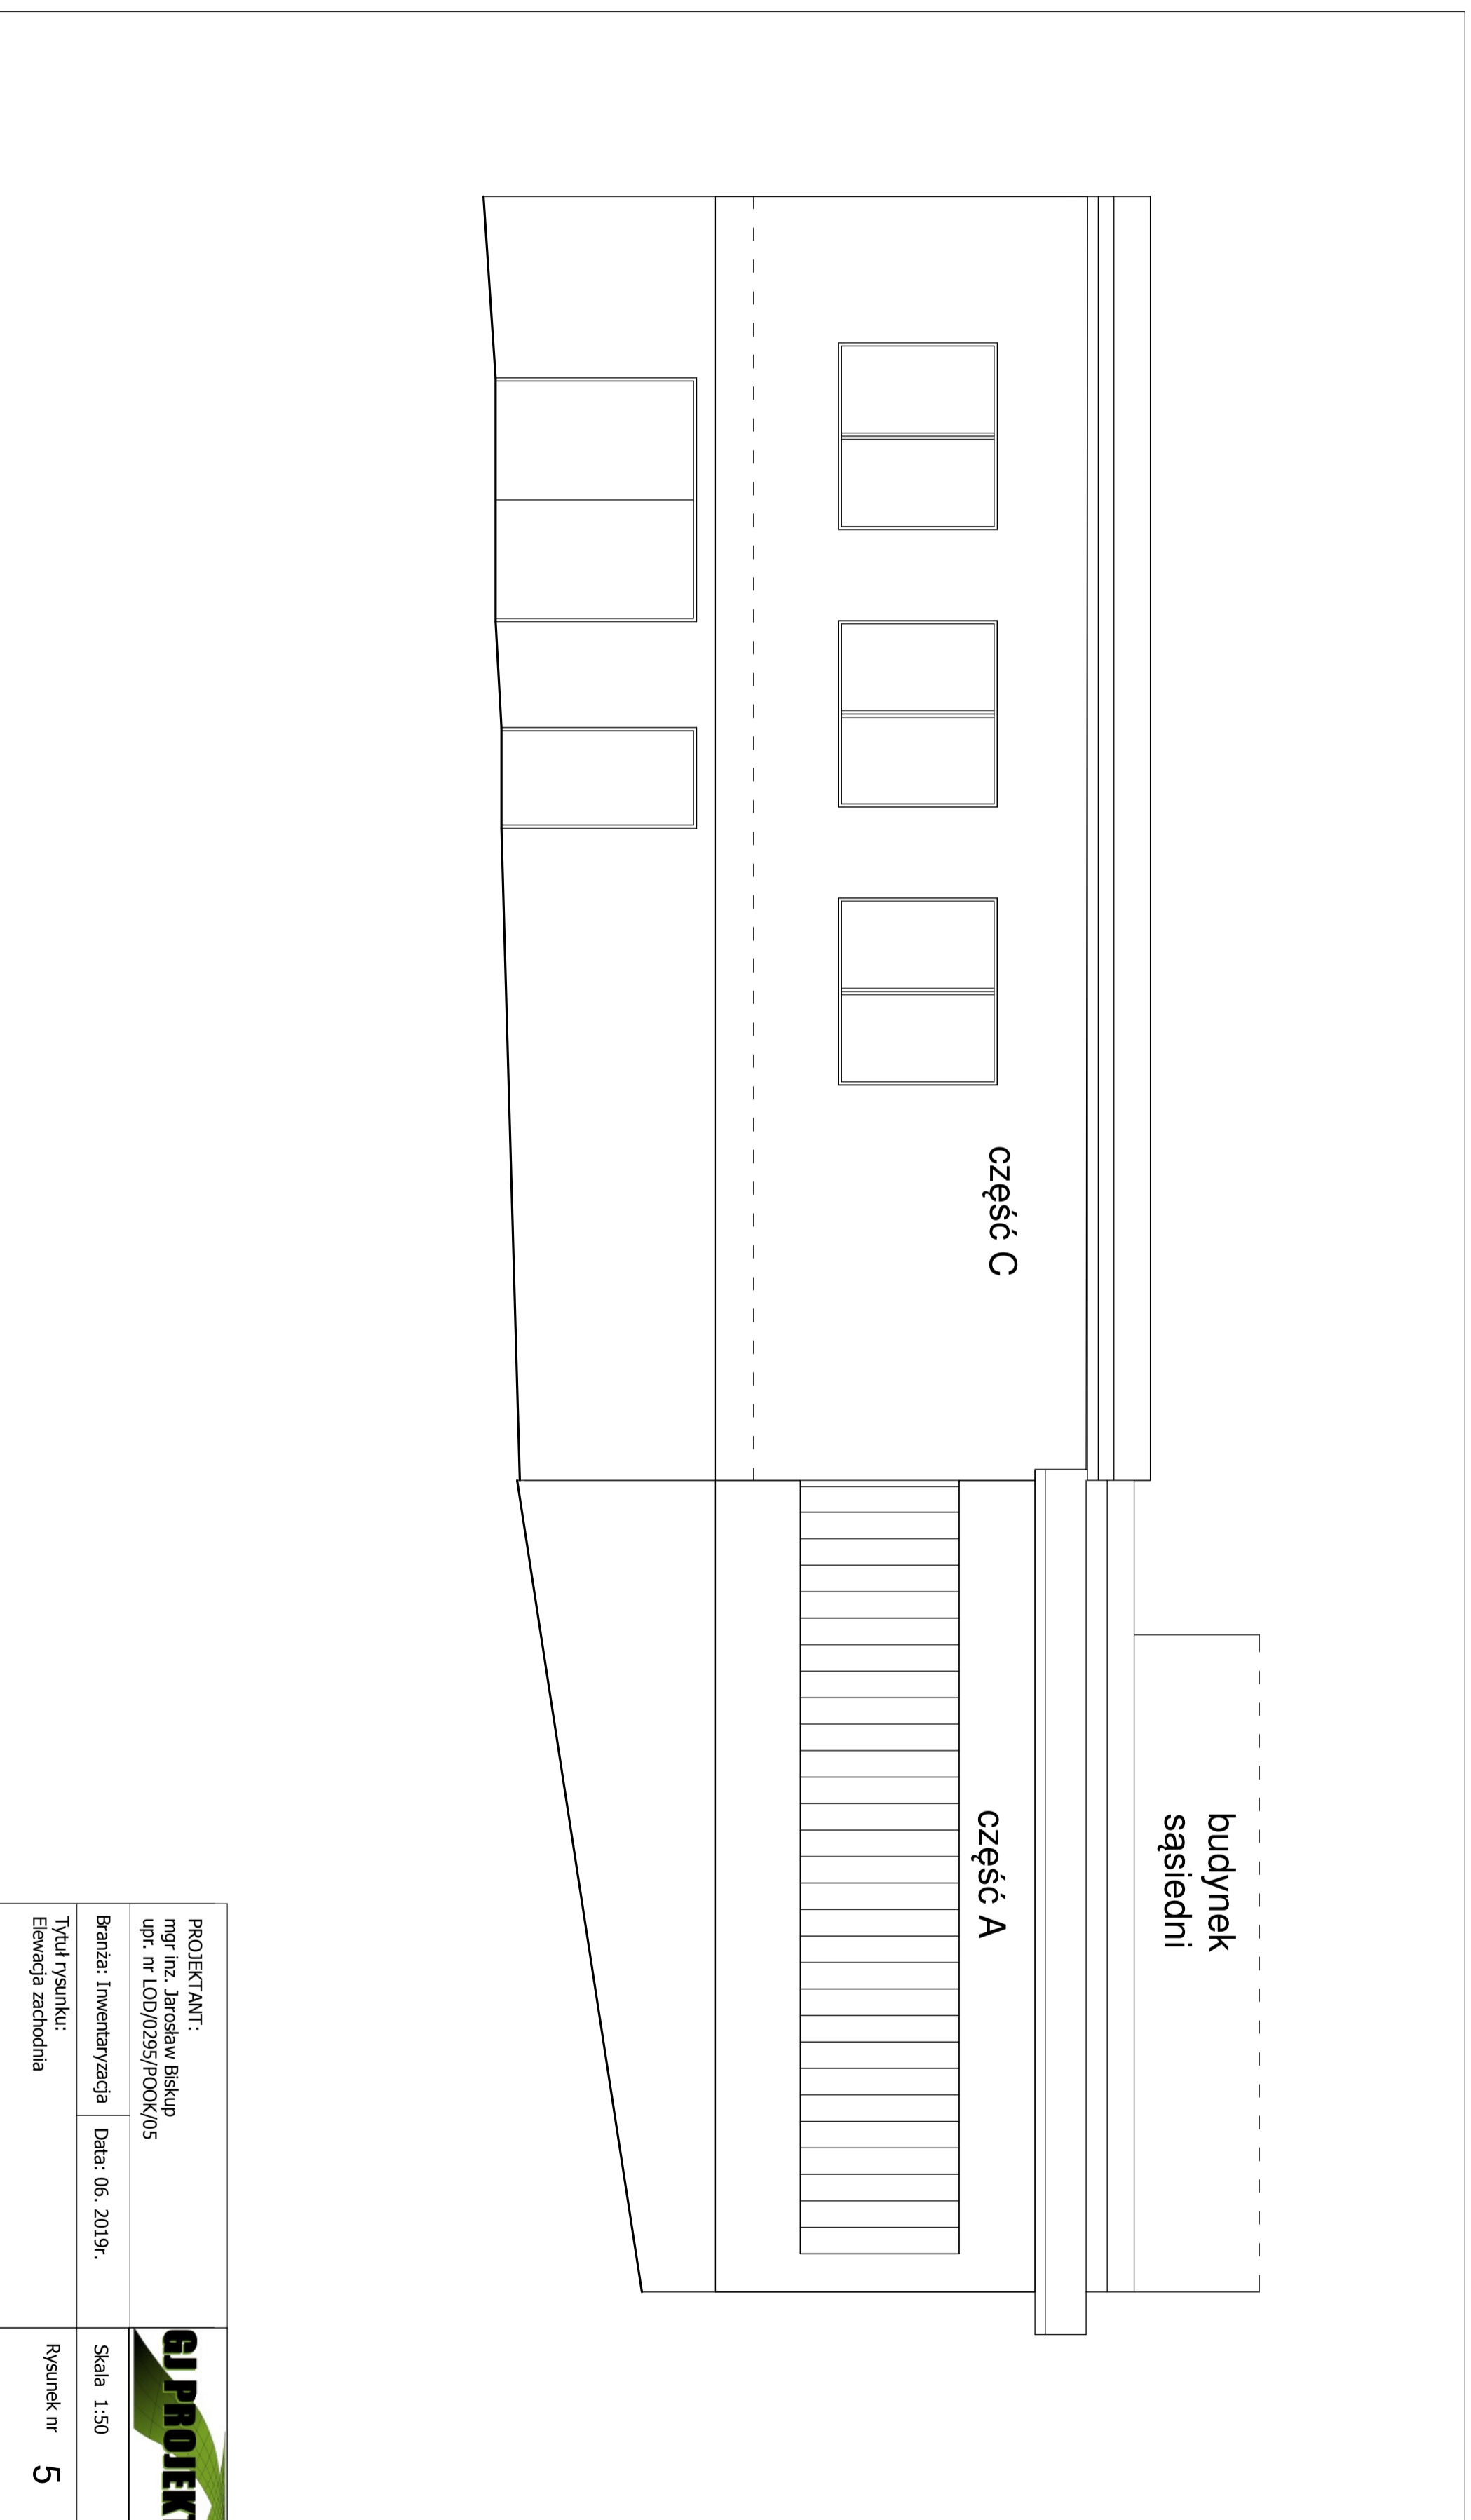 budynek
sąsiedni
część C
część A
PROJEKTANT:
mgr inz. Jarosław Biskup
upr. nr LOD/0295/POOK/05
GJ PROJEKT
Branża: Inwentaryzacja
Data: 06. 2019r.
Skala 1:50
Tytuł rysunku:
Elewacja zachodnia
Rysunek nr 5